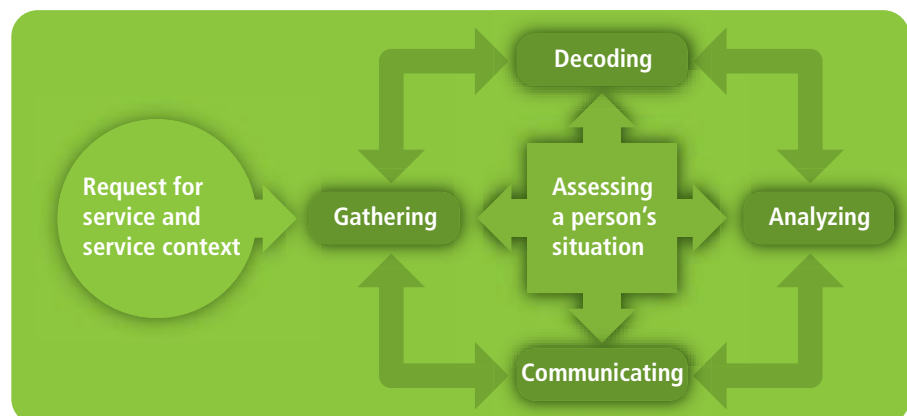 Decoding
Request for
service and
service context
Gathering
Assessing
a person's
situation
Analyzing
Communicating